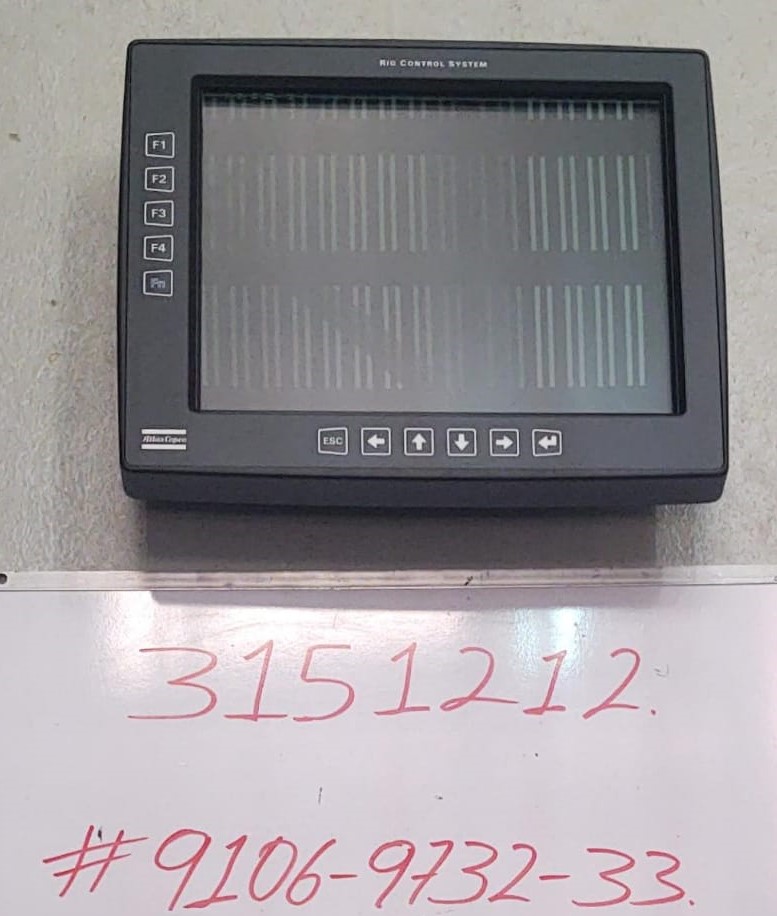 RIG CONTROL SYSTEM
F1
F2
F3
F4
Fn
Atlas Copco
ESC
3151212.
#9106-9732-33.